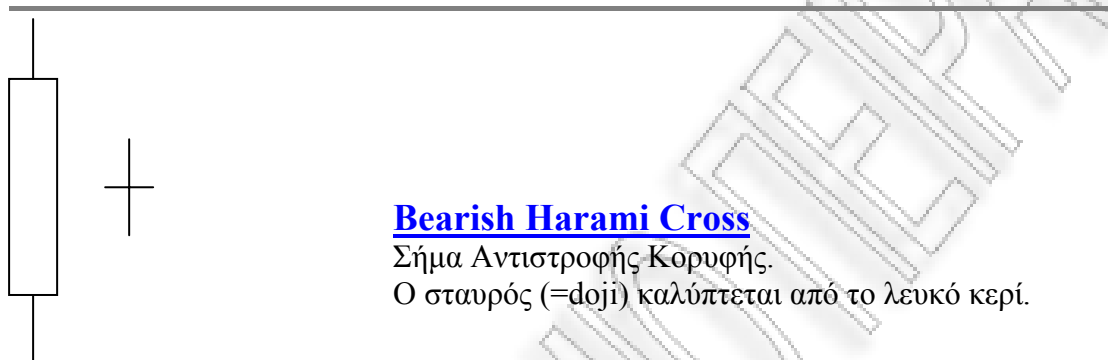 Bearish Harami Cross
Σήμα Αντιστροφής Κορυφής.
Ο σταυρός (=doji) καλύπτεται από το λευκό κερί.